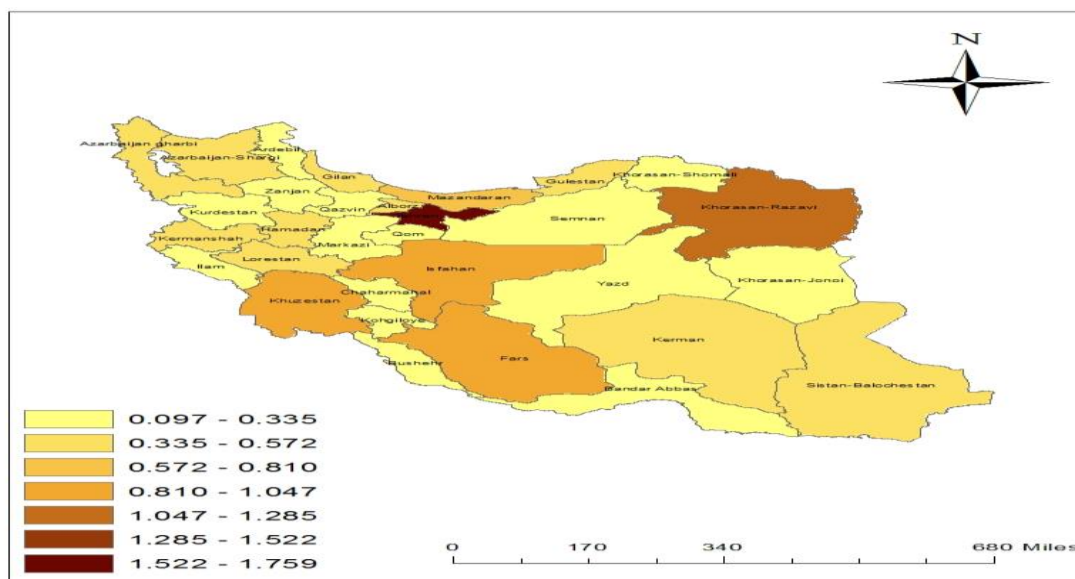 N
Azarbaijan gharbi
Ardebil
Azarbaijan-Shargi
Gilan
Gulestan
Khorasan-Shomali
Zanjan
Mazandaran
Alborz
Qazvin
Kurdestan
Khorasan-Razavi
Semnan
Hamadan
Qom
Kermanshah
Markazi
Lorestan
Ilam
Isfahan
Khorasan-Jonoi
Chaharmahal
Yazd
Khuzestan
Kohgiloye
Kerman
Fars
Bushehr
Bandar Abbas
Sistan-Balochestan
0.097 - 0.335
0.335 - 0.572
0.572 - 0.810
0.810 - 1.047
1.047 - 1.285
1.285 - 1.522
1.522 - 1.759
0 170 340 680 Miles